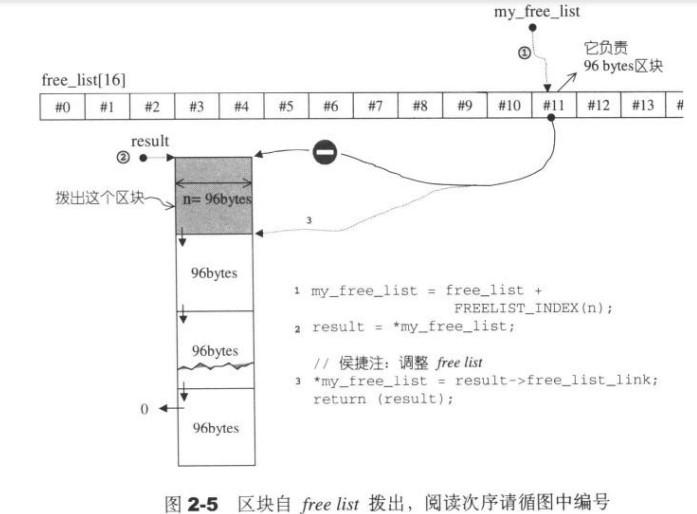 my_free_list
①
它负责
96 bytes区块
free_list[16]
#0 #1 #2 #3 #4 #5 #6 #7 #8 #9 #10 #11 #12 #13 #
result
②
拨出这个区块
n= 96bytes
3
96bytes
96bytes
0
96bytes
1 my_free_list = free_list +
FREELIST_INDEX(n);
2 result = *my_free_list;
// 侯捷注：调整 free list
3 *my_free_list = result->free_list_link;
return (result);
图 2-5 区块自 free list 拨出，阅读次序请循图中编号